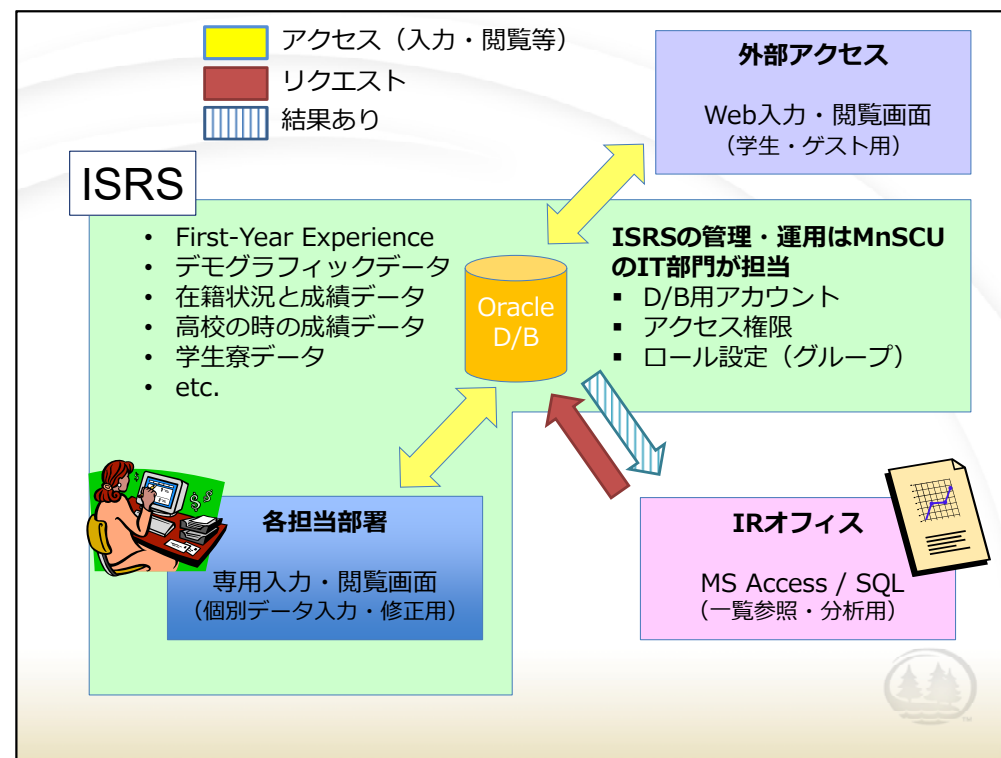 アクセス（入力・閲覧等）
リクエスト
結果あり
外部アクセス
Web入力・閲覧画面
（学生・ゲスト用）
ISRS
• First-Year Experience
• デモグラフィックデータ
• 在籍状況と成績データ
• 高校の時の成績データ
• 学生寮データ
• etc.
Oracle
D/B
ISRSの管理・運用はMnSCU
のIT部門が担当
▪ D/B用アカウント
▪ アクセス権限
▪ ロール設定（グループ）
各担当部署
専用入力・閲覧画面
（個別データ入力・修正用）
IRオフィス
MS Access / SQL
（一覧参照・分析用）